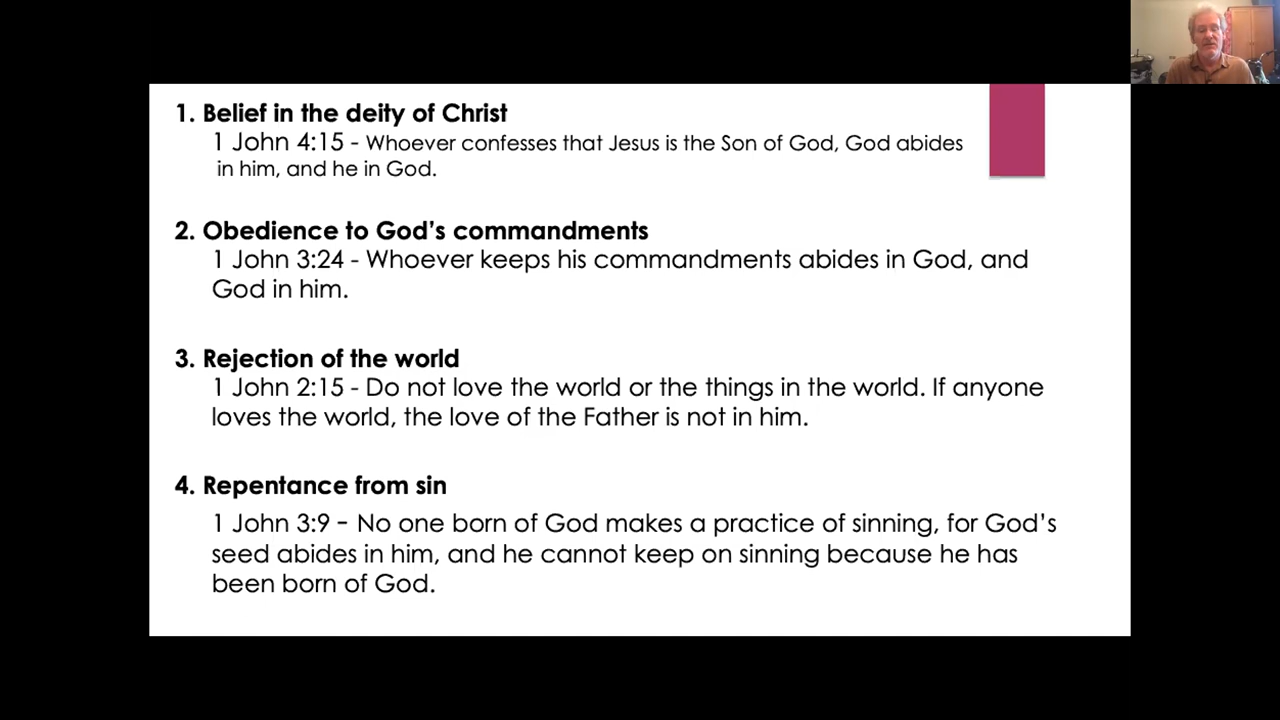 1. Belief in the deity of Christ
1 John 4:15 - Whoever confesses that Jesus is the Son of God, God abides
in him, and he in God.
2. Obedience to God’s commandments
1 John 3:24 - Whoever keeps his commandments abides in God, and
God in him.
3. Rejection of the world
1 John 2:15 - Do not love the world or the things in the world. If anyone
loves the world, the love of the Father is not in him.
4. Repentance from sin
1 John 3:9 - No one born of God makes a practice of sinning, for God’s
seed abides in him, and he cannot keep on sinning because he has
been born of God.